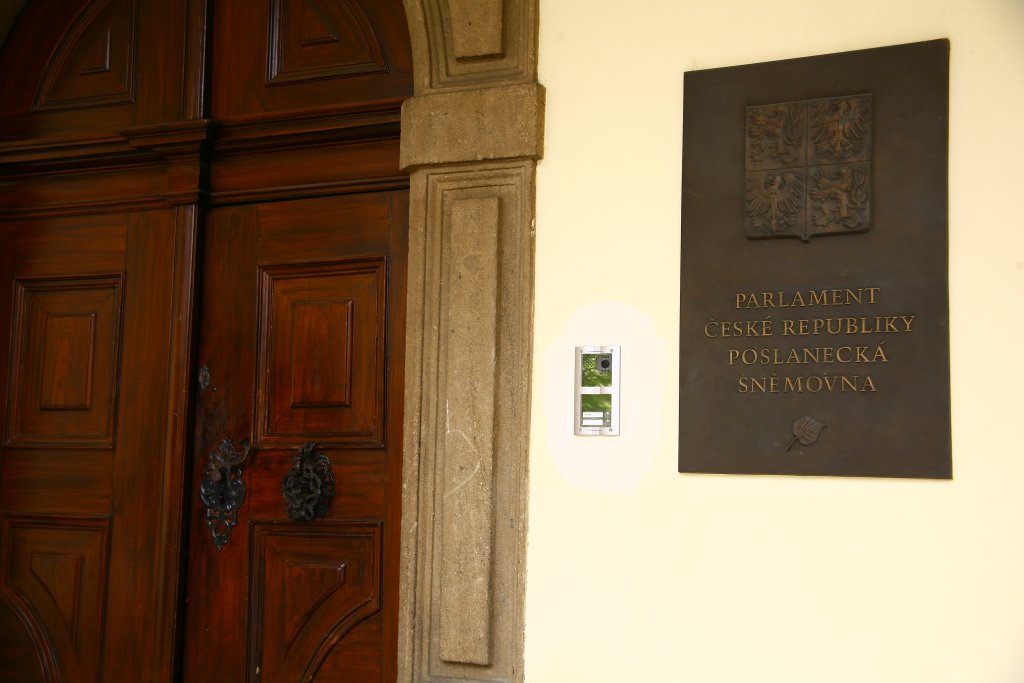 PARLAMENT
ČESKÉ REPUBLIKY
POSLANECKÁ
SNĚMOVNA